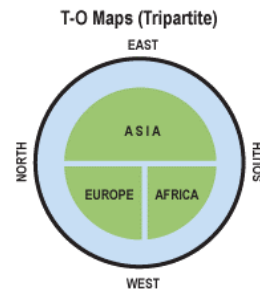 T-O Maps (Tripartite)
EAST
NORTH
ASIA
SOUTH
EUROPE
AFRICA
WEST